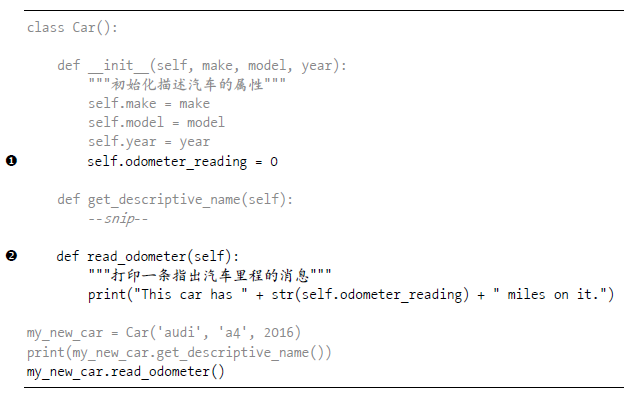 class Car():
def __init__(self, make, model, year):
"""初始化描述汽车的属性"""
self.make = make
self.model = model
self.year = year
❶ self.odometer_reading = 0
def get_descriptive_name(self):
--snip--
❷ def read_odometer(self):
"""打印一条指出汽车里程的消息"""
print("This car has " + str(self.odometer_reading) + " miles on it.")
my_new_car = Car('audi', 'a4', 2016)
print(my_new_car.get_descriptive_name())
my_new_car.read_odometer()